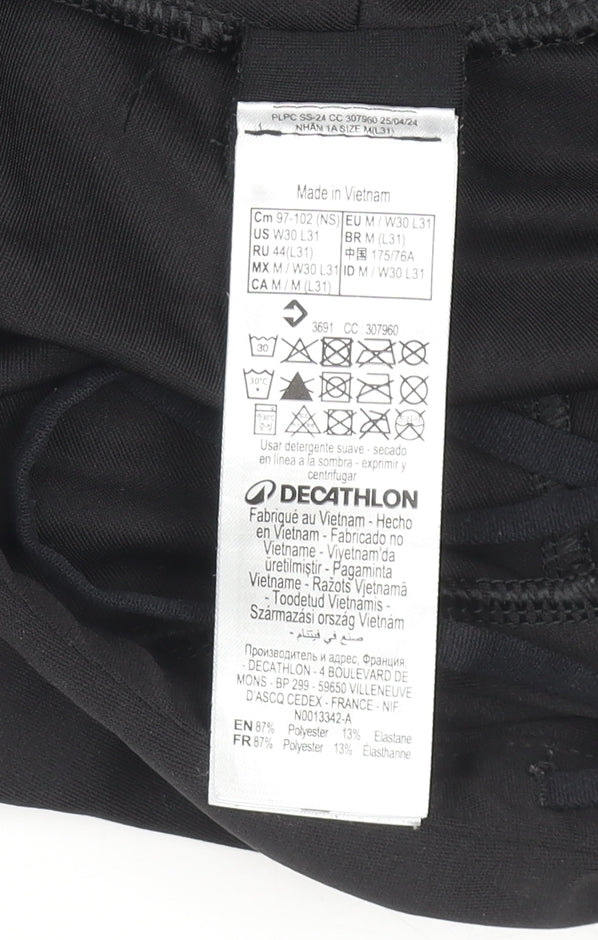 PLPC SS-24 CC 307960 25/04/24
NHÃN 1A SIZE M(L31)
Made in Vietnam
Cm 97-102 (NS) EU M / W30 L31
US W30 L31 BR M (L31)
RU 44(L31) 中国 175/76A
MX M / W30 L31 ID M / W30 L31
CA M / M (L31)
3691 CC : 307960
30
30°C
Usar detergente suave - secado
en línea a la sombra - exprimir y
centrifugar
DECATHLON
Fabriqué au Vietnam - Hecho
en Vietnam - Fabricado no
Vietname - Viyetnam'da
üretilmiştir - Pagaminta
Vietname - Ražots Vjetnamā
- Toodetud Vietnamis -
Származási ország Vietnám
صنع في فيتنام -
Производитель и адрес, Франция:
- DECATHLON - 4 BOULEVARD DE
MONS - BP 299 - 59650 VILLENEUVE
D'ASCQ CEDEX - FRANCE - NIF
N0013342-A
EN 87% Polyester 13% Elastane
FR 87% Polyester 13% Élasthanne